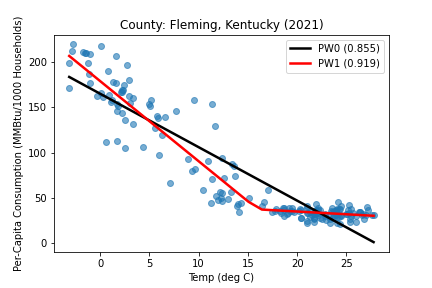 County: Fleming, Kentucky (2021)
PW0 (0.855)
PW1 (0.919)
Per-Capita Consumption (MMBtu/1000 Households)
200
150
100
50
0
0 5 10 15 20 25
Temp (deg C)